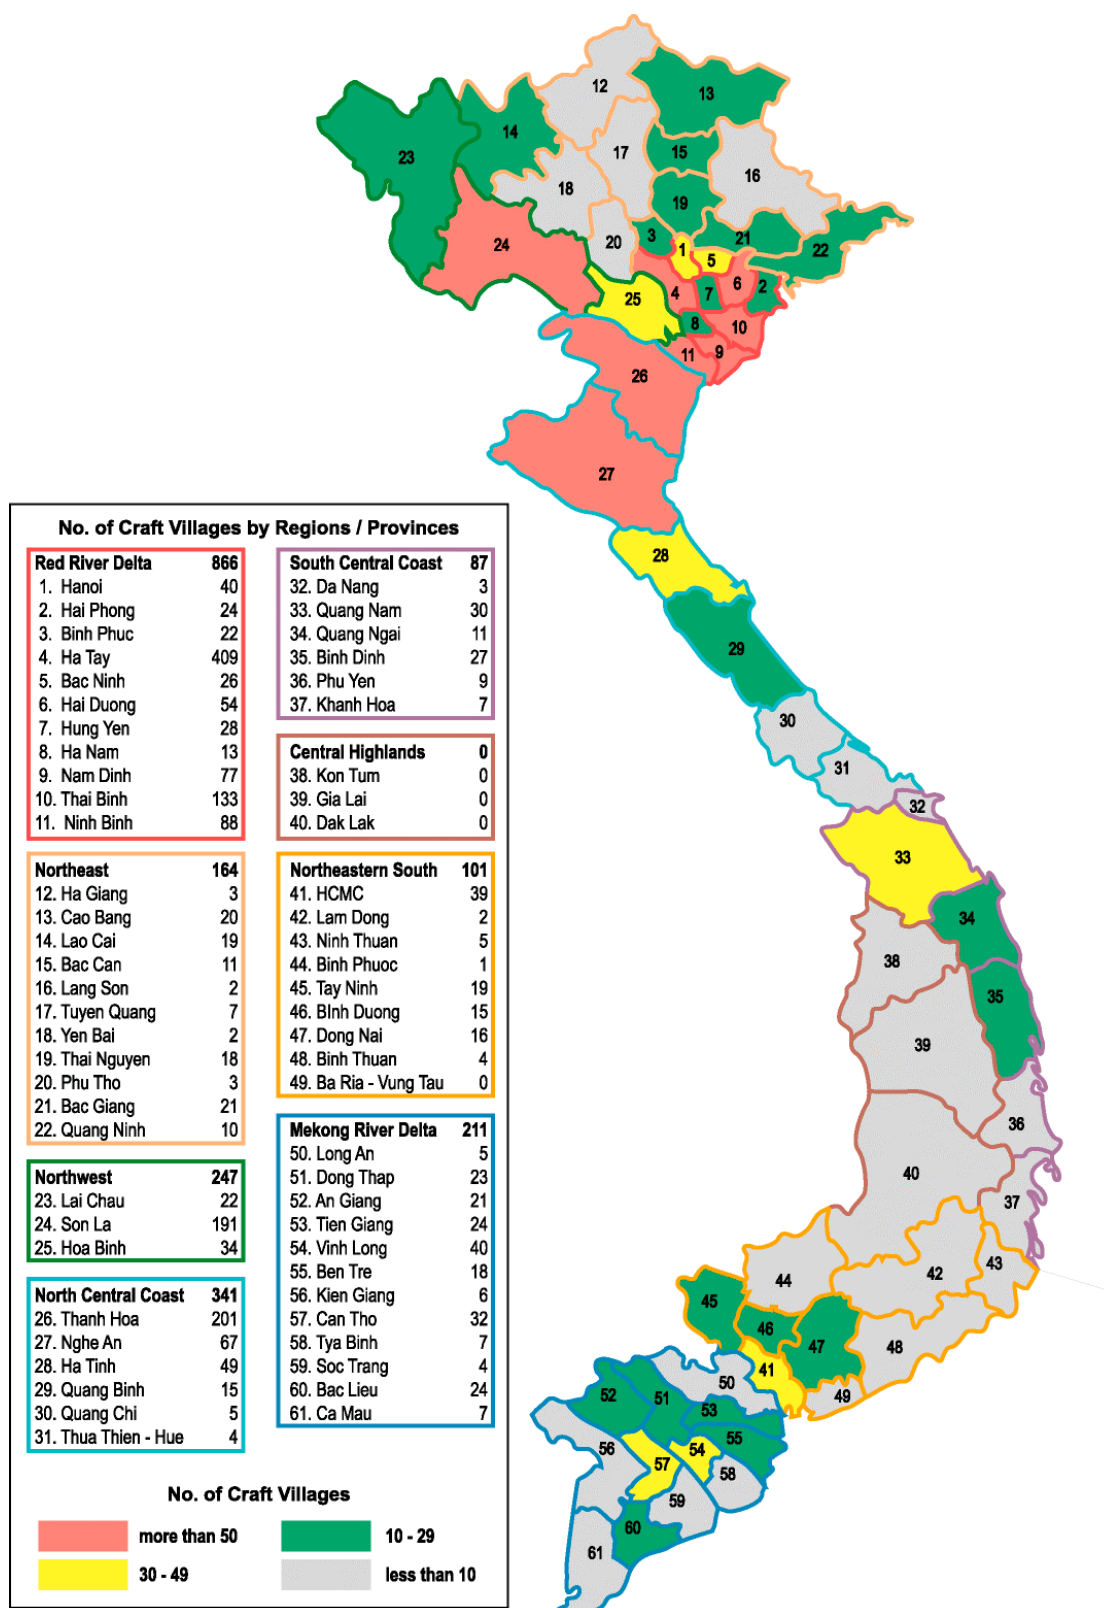 12
13
14
23
17
15
16
18
19
3
20
1
21
22
24
5
25
4
7
6
2
8
10
11
9
26
27
28
29
30
31
32
33
34
38
35
39
36
40
37
42
43
44
45
46
47
48
41
49
50
52
51
53
55
56
57
54
58
59
60
61
No. of Craft Villages by Regions / Provinces
Red River Delta 866
1. Hanoi 40
2. Hai Phong 24
3. Binh Phuc 22
4. Ha Tay 409
5. Bac Ninh 26
6. Hai Duong 54
7. Hung Yen 28
8. Ha Nam 13
9. Nam Dinh 77
10. Thai Binh 133
11. Ninh Binh 88
Northeast 164
12. Ha Giang 3
13. Cao Bang 20
14. Lao Cai 19
15. Bac Can 11
16. Lang Son 2
17. Tuyen Quang 7
18. Yen Bai 2
19. Thai Nguyen 18
20. Phu Tho 3
21. Bac Giang 21
22. Quang Ninh 10
Northwest 247
23. Lai Chau 22
24. Son La 191
25. Hoa Binh 34
North Central Coast 341
26. Thanh Hoa 201
27. Nghe An 67
28. Ha Tinh 49
29. Quang Binh 15
30. Quang Chi 5
31. Thua Thien - Hue 4
South Central Coast 87
32. Da Nang 3
33. Quang Nam 30
34. Quang Ngai 11
35. Binh Dinh 27
36. Phu Yen 9
37. Khanh Hoa 7
Central Highlands 0
38. Kon Tum 0
39. Gia Lai 0
40. Dak Lak 0
Northeastern South 101
41. HCMC 39
42. Lam Dong 2
43. Ninh Thuan 5
44. Binh Phuoc 1
45. Tay Ninh 19
46. BInh Duong 15
47. Dong Nai 16
48. Binh Thuan 4
49. Ba Ria - Vung Tau 0
Mekong River Delta 211
50. Long An 5
51. Dong Thap 23
52. An Giang 21
53. Tien Giang 24
54. Vinh Long 40
55. Ben Tre 18
56. Kien Giang 6
57. Can Tho 32
58. Tya Binh 7
59. Soc Trang 4
60. Bac Lieu 24
61. Ca Mau 7
No. of Craft Villages
more than 50
10 - 29
30 - 49
less than 10